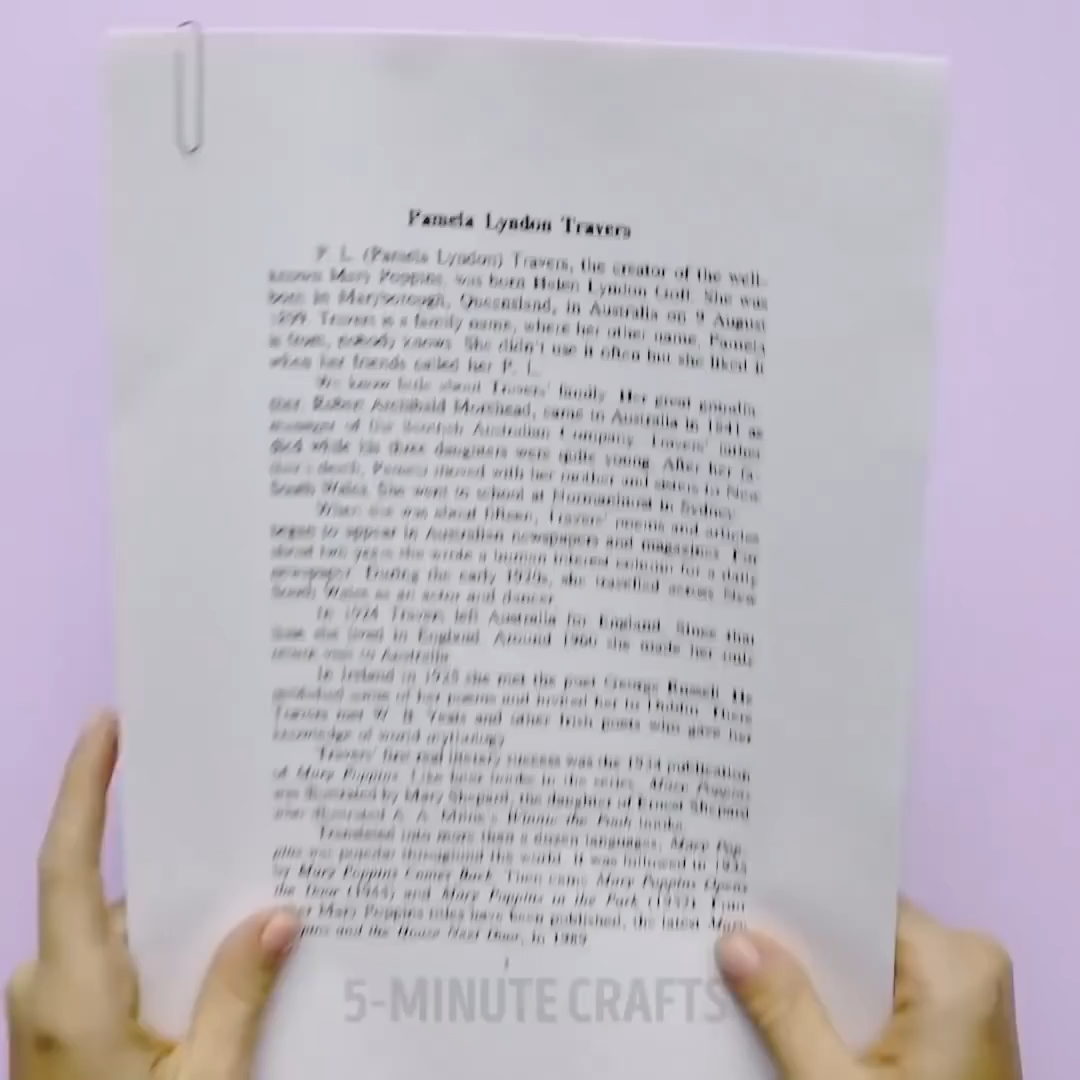 Pamela Lyndon Travers
P. L. (Pamela Lyndon) Travers, the creator of the well-
known Mary Poppins, was born Helen Lyndon Goff. She was
born in Maryborough, Queensland, in Australia on 9 August
1899. Travers is a family name, where her other name, Pamela
is from, nobody knows. She didn't use it often but she liked it
when her friends called her P. L.
We know little about Travers' family. Her great grandfa-
ther, Robert Archibald Morehead, came to Australia in 1841 as
manager of the Scottish Australian Company. Travers' father
died while his three daughters were quite young. After her fa-
ther's death, Pamela moved with her mother and sisters to New
South Wales. She went to school at Normanhurst in Sydney.
When she was about fifteen, Travers' poems and articles
began to appear in Australian newspapers and magazines. For
about two years she wrote a human interest column for a daily
newspaper. During the early 1920s, she travelled across New
South Wales as an actor and dancer.
In 1924 Travers left Australia for England. Since that
time she lived in England. Around 1960 she made her only
return visit to Australia.
In Ireland in 1925 she met the poet George Russell. He
published some of her poems and invited her to Dublin. There
Travers met W. B. Yeats and other Irish poets who gave her
knowledge of world mythology.
Travers' first real literary success was the 1934 publication
of Mary Poppins. Like other books in the series, Mary Poppins
was illustrated by Mary Shepard, the daughter of Ernest Shepard
who illustrated A. A. Milne's Winnie the Pooh books.
Translated into more than a dozen languages, Mary Pop-
pins was popular throughout the world. It was followed in 1935
by Mary Poppins Comes Back. Then came Mary Poppins Opens
the Door (1944) and Mary Poppins in the Park (1952). Four
Mary Poppins titles have been published, the latest Mary
and the House Next Door, in 1989.
1
5-MINUTE CRAFTS